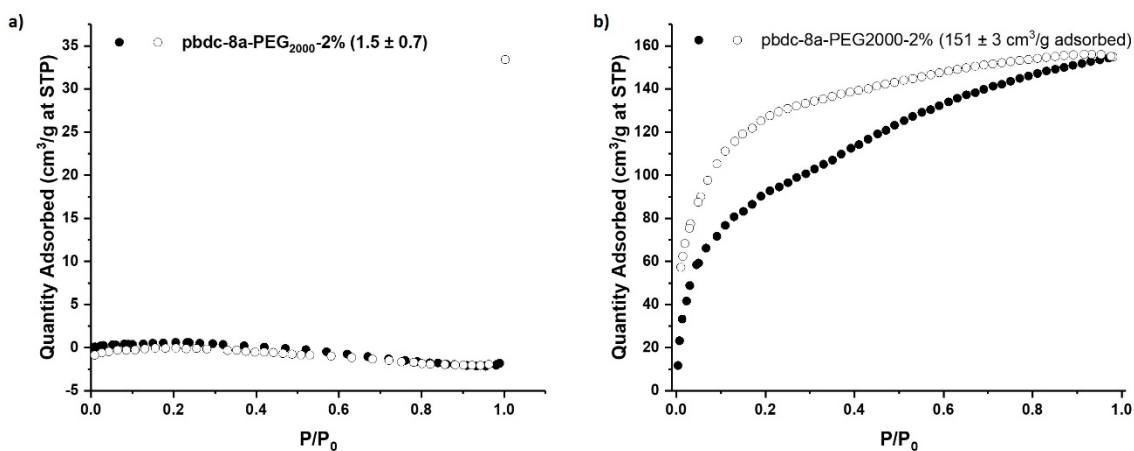 a)
pbdc-8a-PEG2000-2% (1.5 ± 0.7)
35
30
25
20
15
10
5
0
-5
Quantity Adsorbed (cm³/g at STP)
0.0 0.2 0.4 0.6 0.8 1.0
P/P0
b)
pbdc-8a-PEG2000-2% (151 ± 3 cm³/g adsorbed)
160
140
120
100
80
60
40
20
0
Quantity Adsorbed (cm³/g at STP)
0.0 0.2 0.4 0.6 0.8 1.0
P/P0